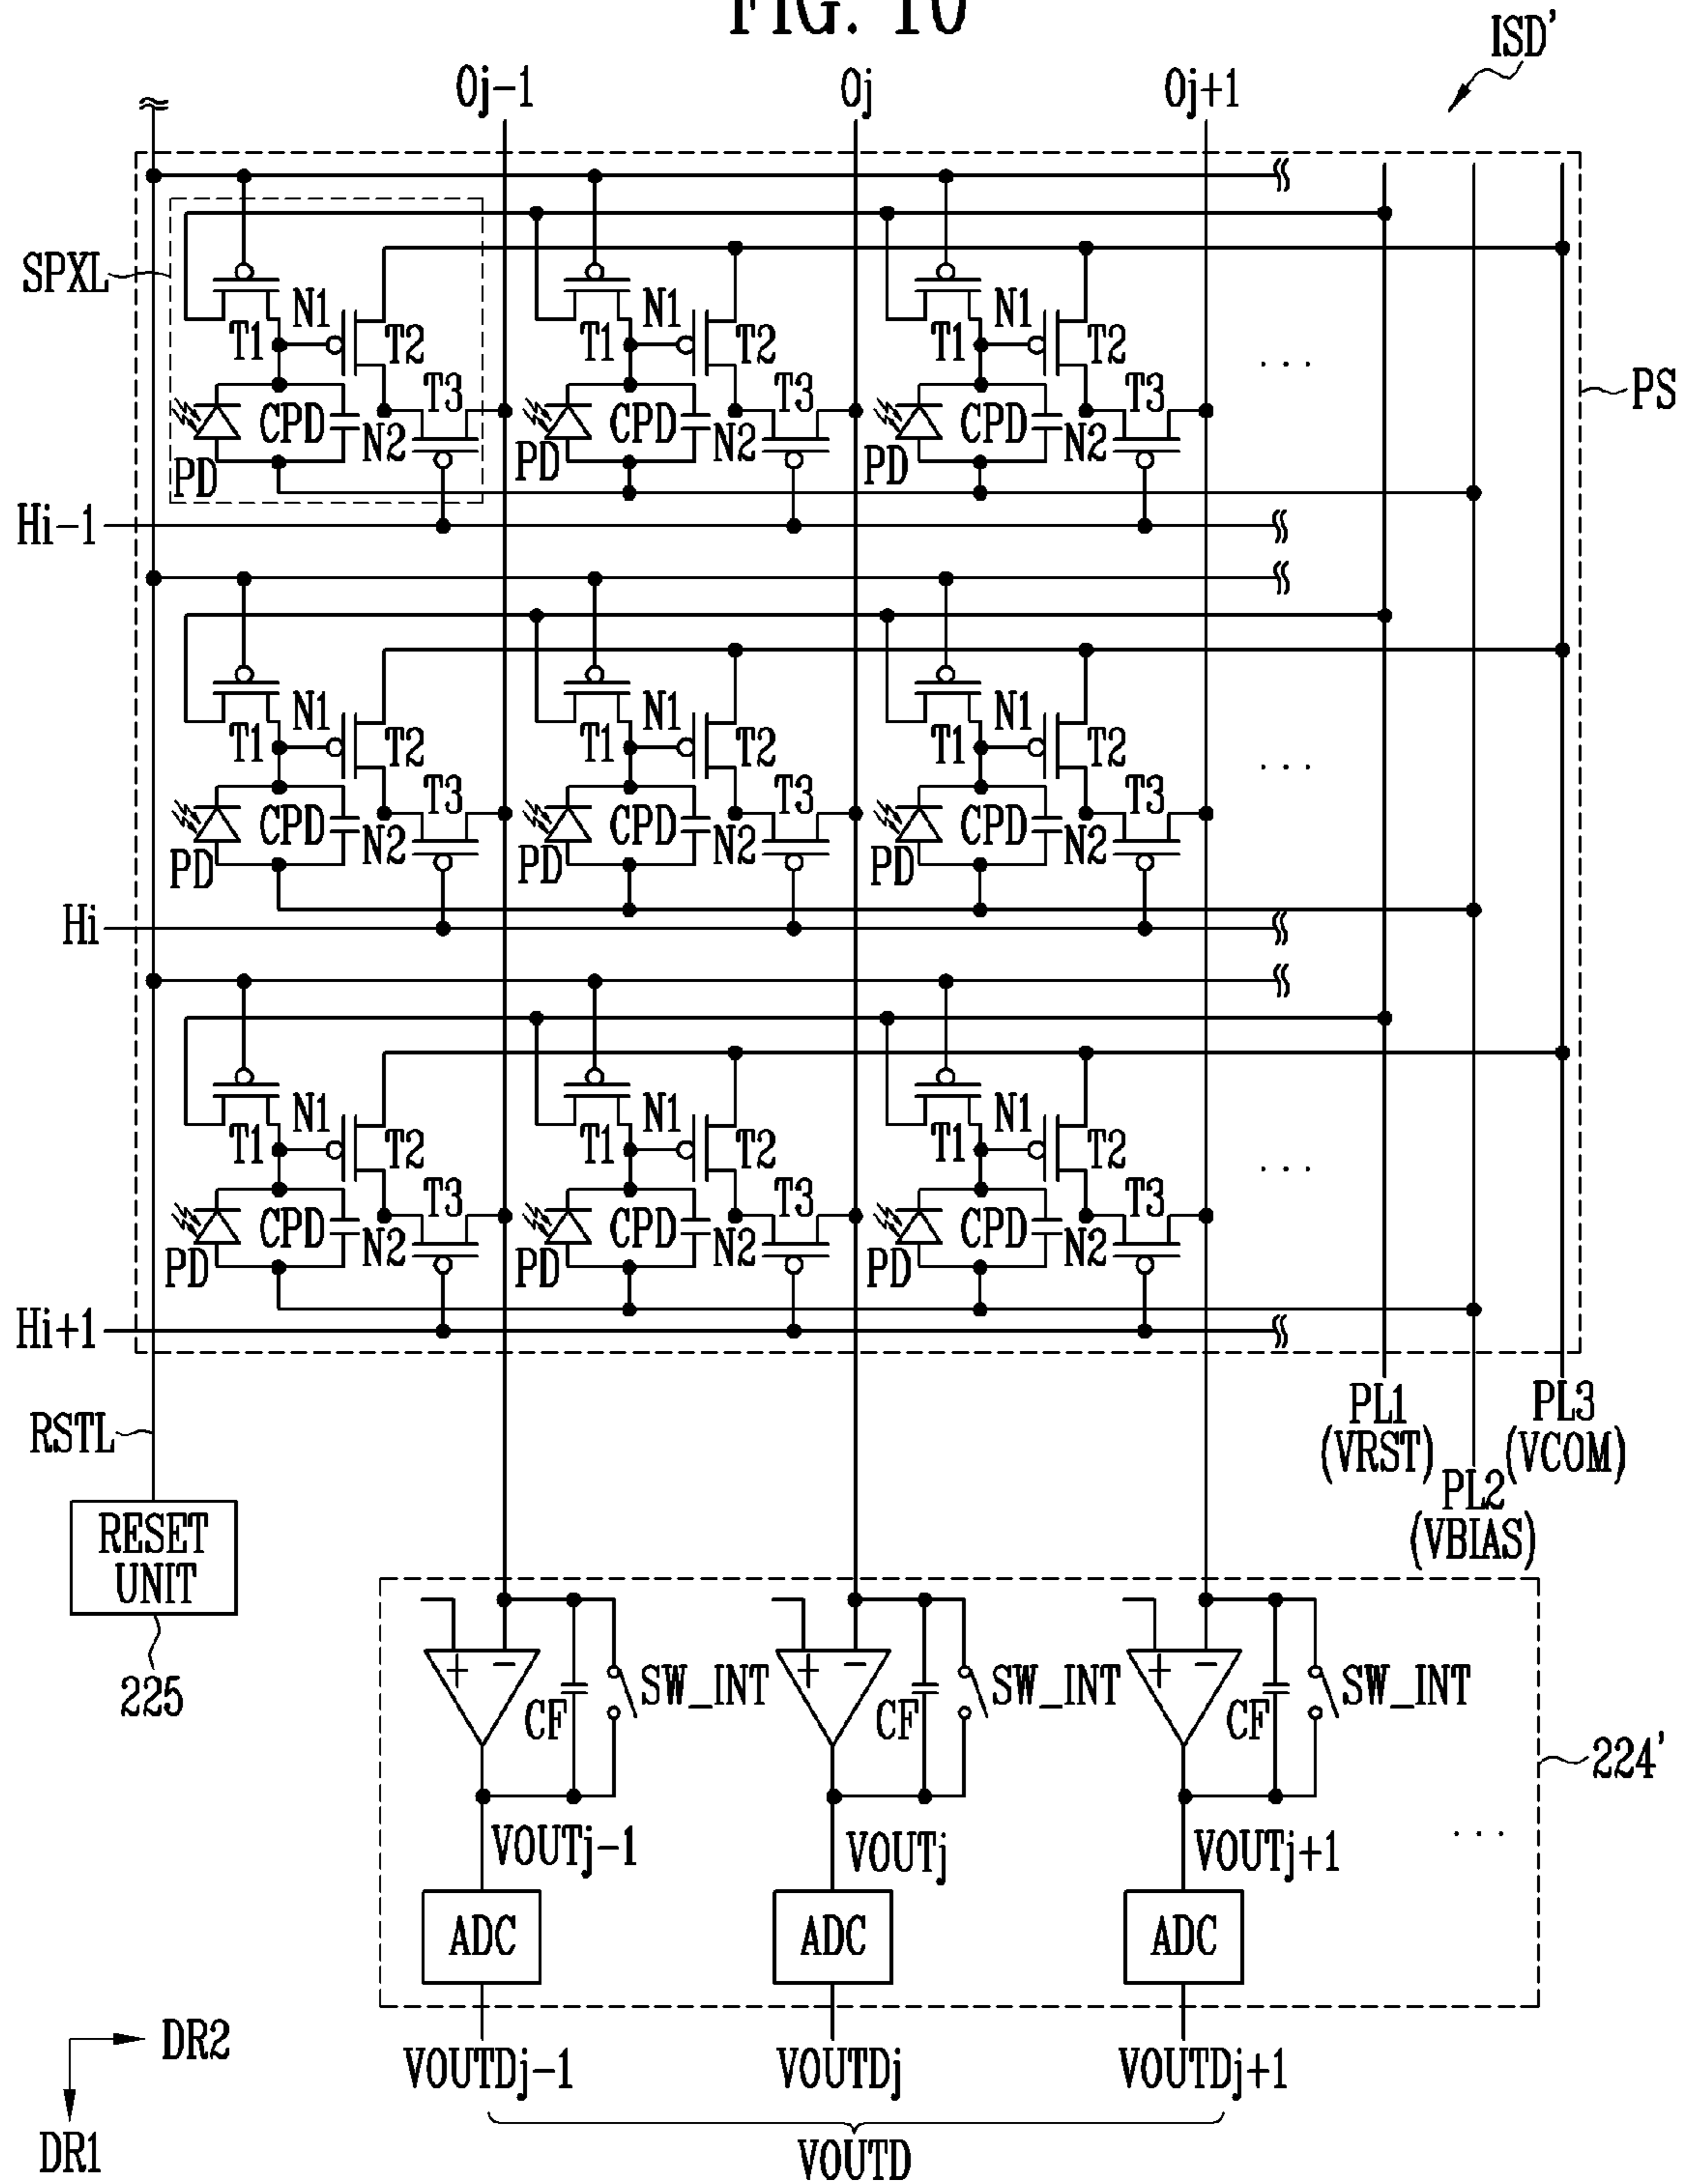 FIG. 10
ISD'
Oj-1 Oj Oj+1
SPXL
N1 N1 N1
T1 T2 T1 T2 T1 T2
. . .
T3 T3 T3
PS
CPD CPD CPD
N2 N2 N2
PD PD PD
Hi-1
N1 N1 N1
T1 T2 T1 T2 T1 T2
. . .
T3 T3 T3
CPD CPD CPD
N2 N2 N2
PD PD PD
Hi
N1 N1 N1
T1 T2 T1 T2 T1 T2
. . .
T3 T3 T3
CPD CPD CPD
N2 N2 N2
PD PD PD
Hi+1
PL1 PL3
RSTL
(VRST) (VCOM)
PL2
(VBIAS)
RESET
UNIT
225
+ - + - + -
CF SW_INT CF SW_INT CF SW_INT
224'
VOUTj-1 VOUTj VOUTj+1
. . .
ADC ADC ADC
DR2
VOUTDj-1 VOUTDj VOUTDj+1
DR1
VOUTD